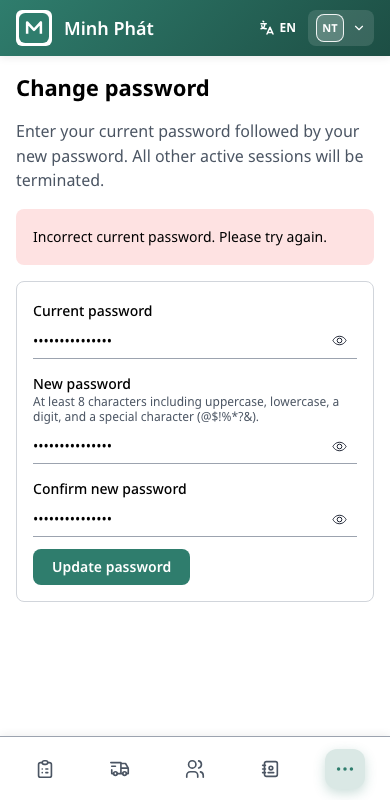 Minh Phát
EN
NT
Change password
Enter your current password followed by your
new password. All other active sessions will be
terminated.
Incorrect current password. Please try again.
Current password
•••••••••••••••
New password
At least 8 characters including uppercase, lowercase, a
digit, and a special character (@$!%*?&).
•••••••••••••••
Confirm new password
•••••••••••••••
Update password